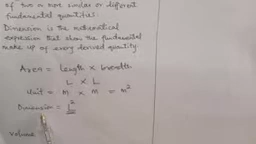 of two or more similar or different
fundamental quantities.
Dimension is the mathematical
expression that show the fundamental
make up of every derived quantity.
Area = length × breadth
L × L
Unit = m × m = m²
Dimension = L²
volume